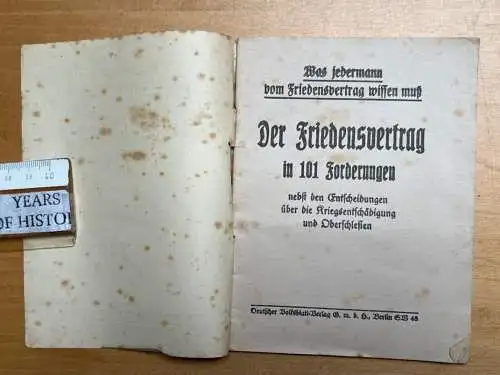 Was jedermann
vom Friedensvertrag wissen muß
Der Friedensvertrag
in 101 Forderungen
nebst den Entscheidungen
über die Kriegsentschädigung
und Oberschlesien
Deutscher Volksblatt-Verlag G. m. b. H., Berlin SW 48
YEARS
OF HISTO